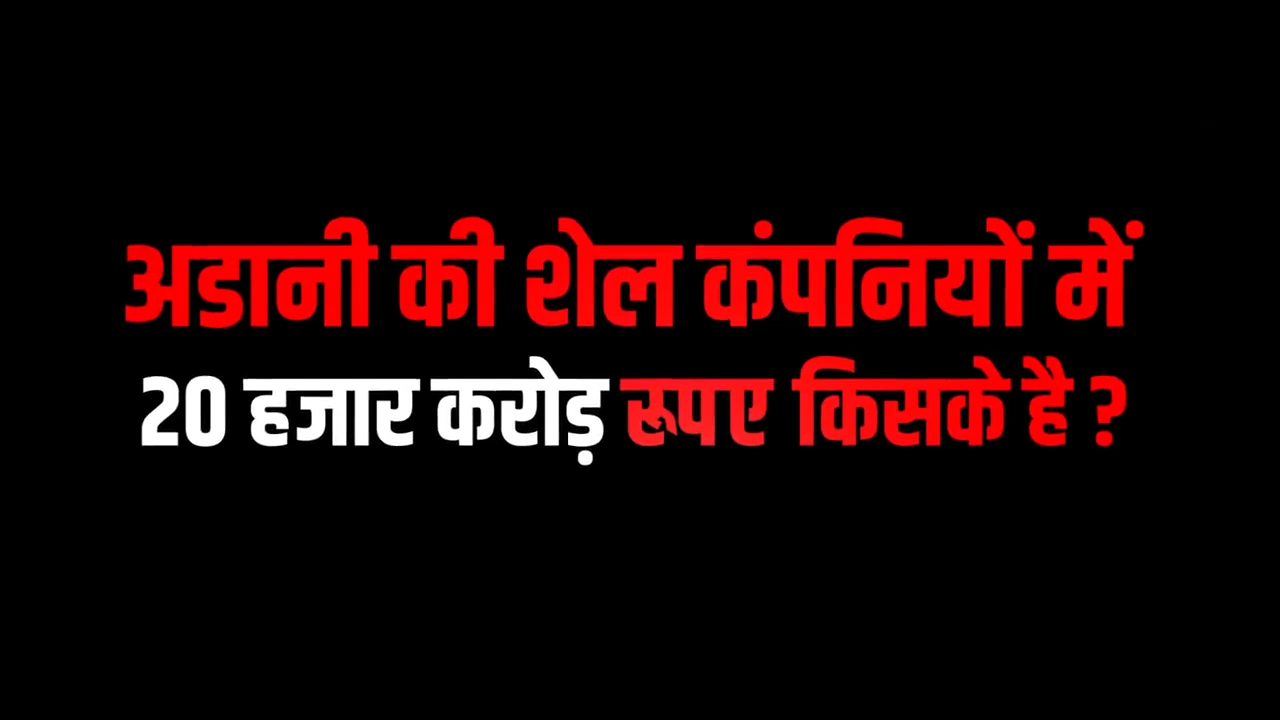 अडानी की शेल कंपनियों में
20 हजार करोड़ रूपए किसके है ?